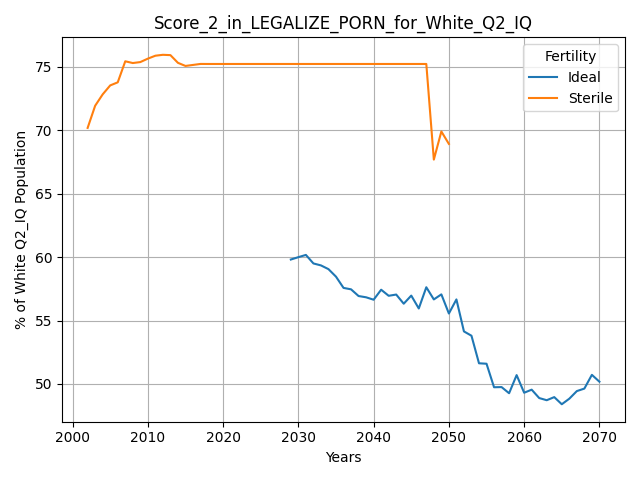 Score_2_in_LEGALIZE_PORN_for_White_Q2_IQ
Fertility
Ideal
Sterile
% of White Q2_IQ Population
75
70
65
60
55
50
2000 2010 2020 2030 2040 2050 2060 2070
Years